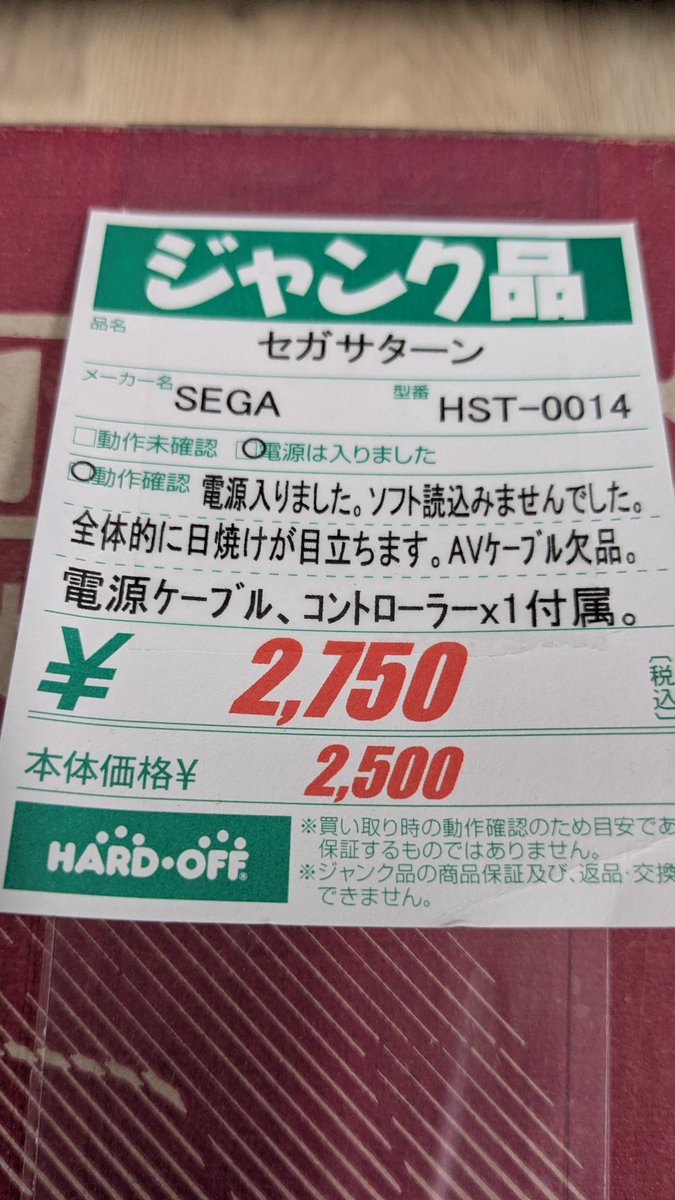 ジャンク品
品名 セガサターン
メーカー名 SEGA 型番 HST-0014
□動作未確認 □電源は入りました
□動作確認 電源入りました。ソフト読込みませんでした。
全体的に日焼けが目立ちます。AVケーブル欠品。
電源ケーブル、コントローラーx1付属。
¥ 2,750 〔税込〕
本体価格¥ 2,500
HARD・OFF
※買い取り時の動作確認のため目安であ
保証するものではありません。
※ジャンク品の商品保証及び、返品・交換
できません。